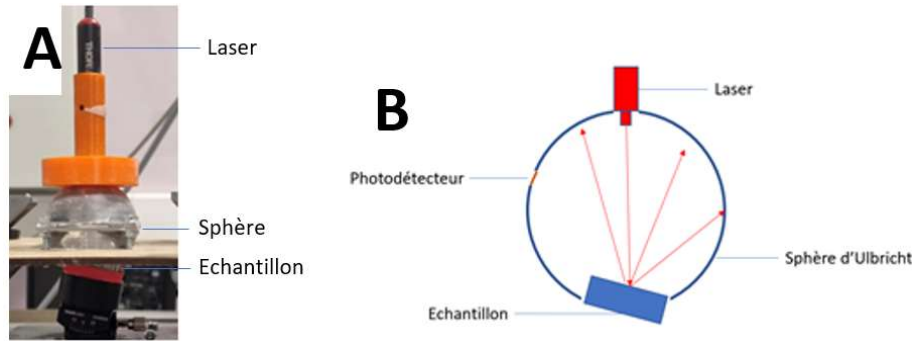 A
Laser
Sphère
Echantillon
B
Laser
Photodétecteur
Sphère d'Ulbricht
Echantillon